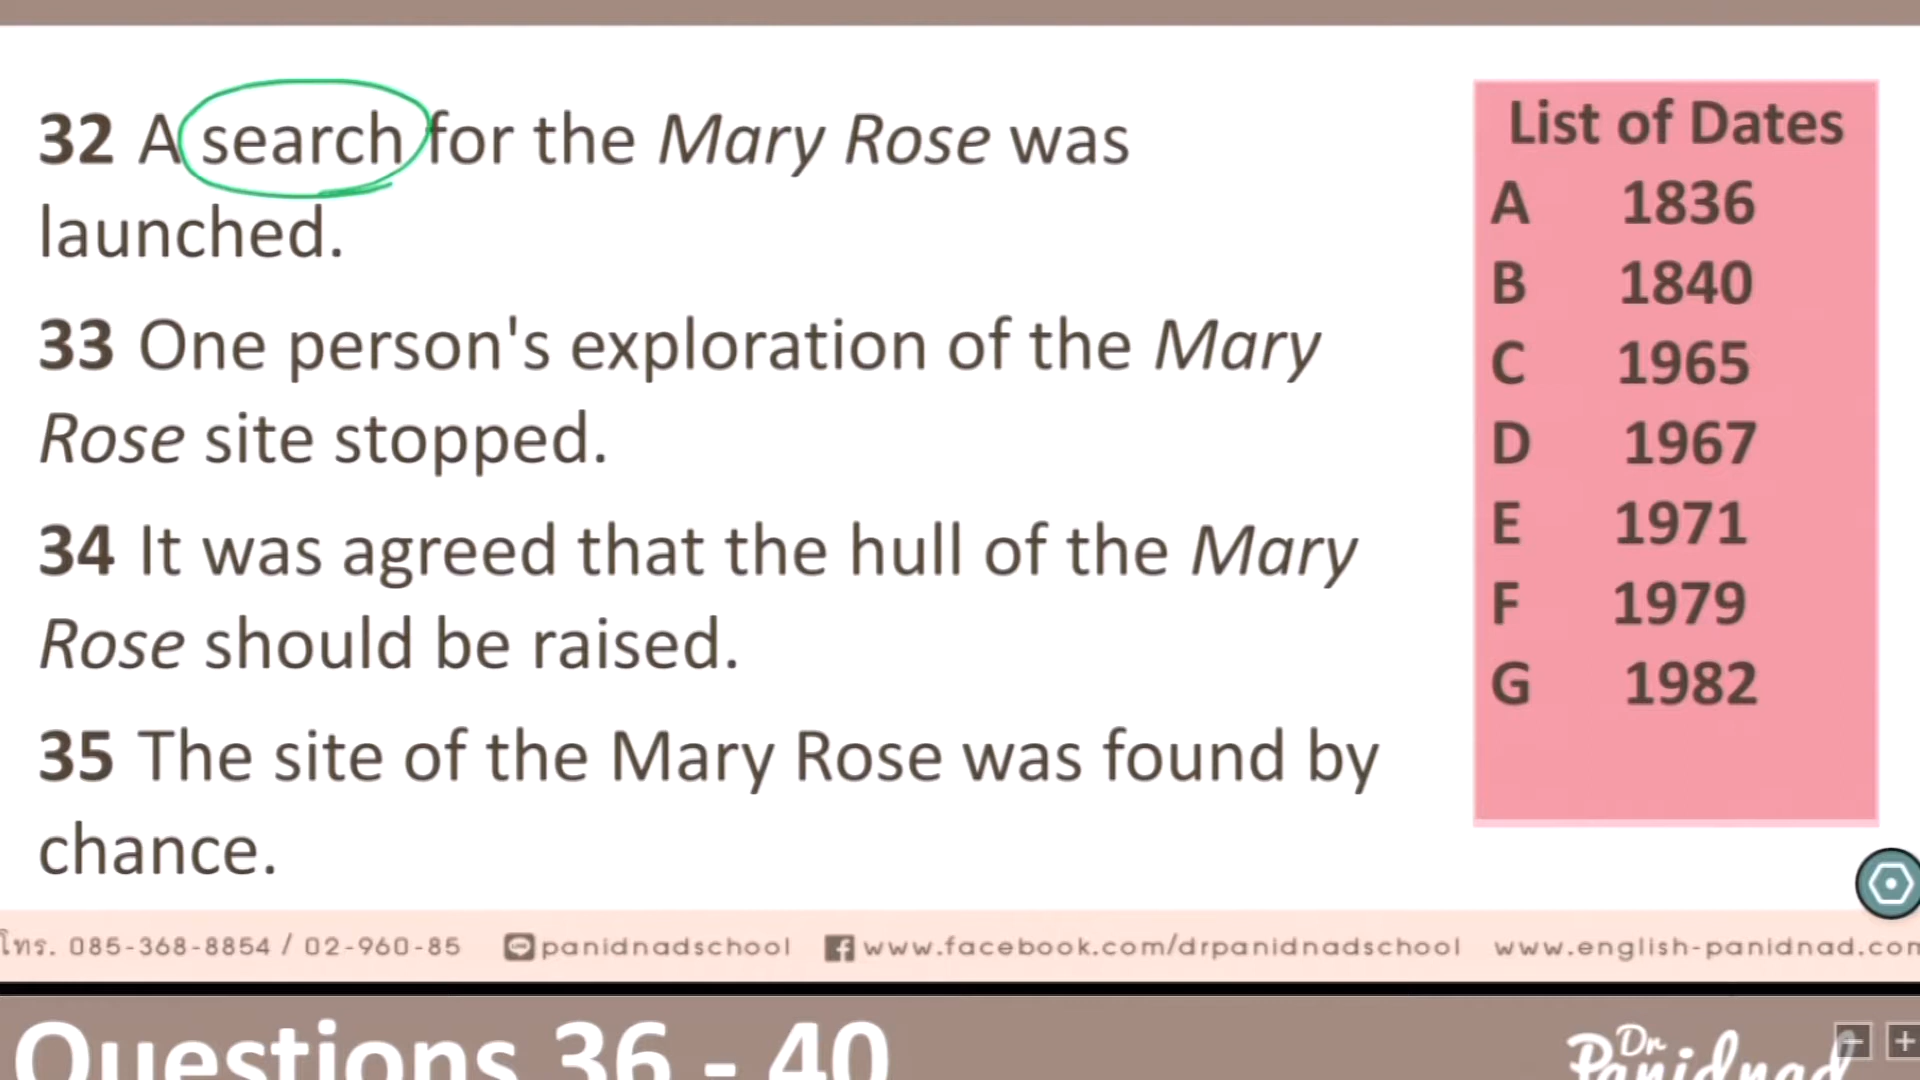 32 A search for the Mary Rose was
launched.
33 One person's exploration of the Mary
Rose site stopped.
34 It was agreed that the hull of the Mary
Rose should be raised.
35 The site of the Mary Rose was found by
chance.
List of Dates
A 1836
B 1840
C 1965
D 1967
E 1971
F 1979
G 1982
โทร. 085-368-8854 / 02-960-85 panidnadschool www.facebook.com/drpanidnadschool www.english-panidnad.com
Questions 36 - 40
Dr
Panidnad